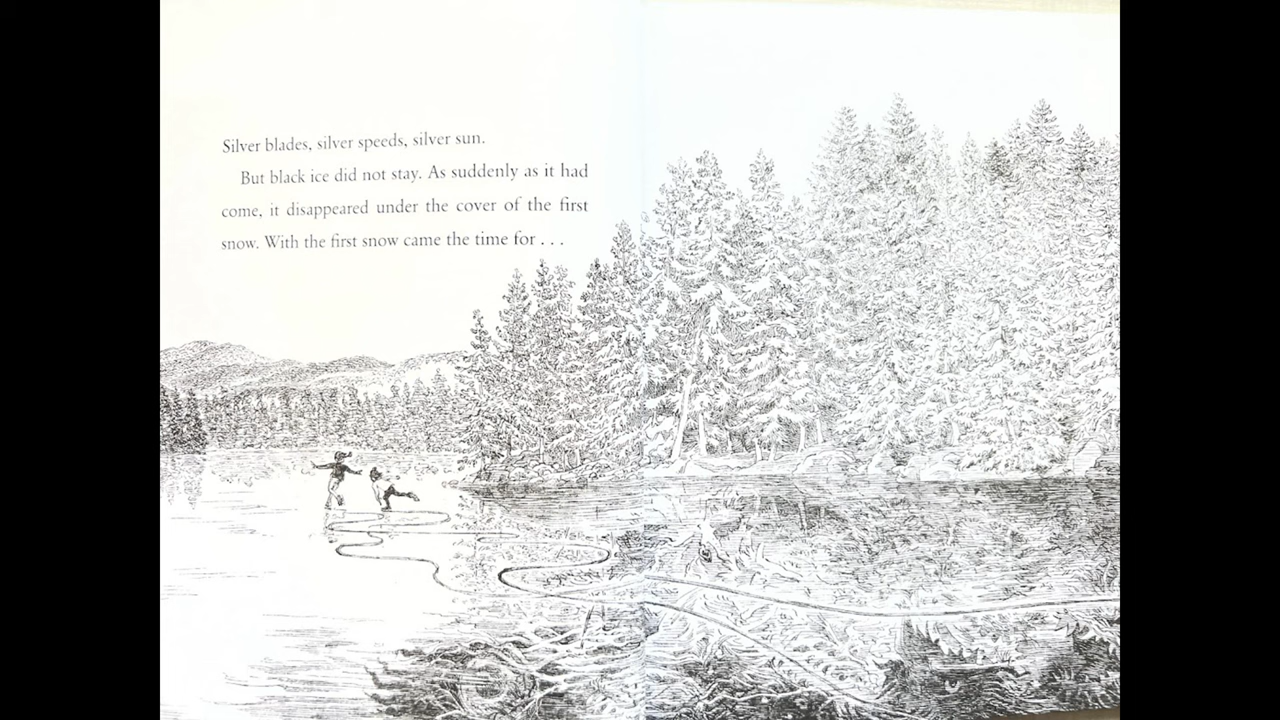 Silver blades, silver speeds, silver sun.
But black ice did not stay. As suddenly as it had
come, it disappeared under the cover of the first
snow. With the first snow came the time for . . .